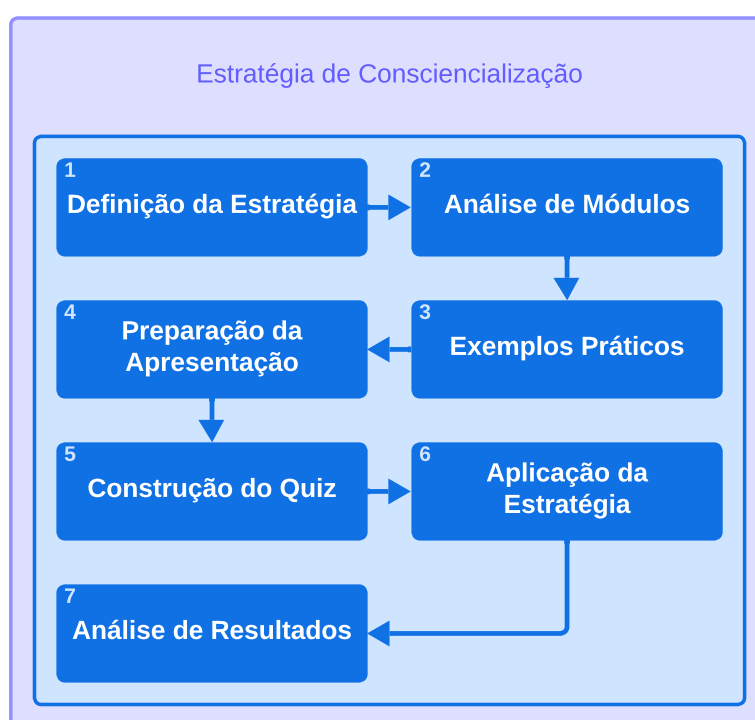 Estratégia de Consciencialização
1
Definição da Estratégia
2
Análise de Módulos
3
Exemplos Práticos
4
Preparação da
Apresentação
5
Construção do Quiz
6
Aplicação da
Estratégia
7
Análise de Resultados